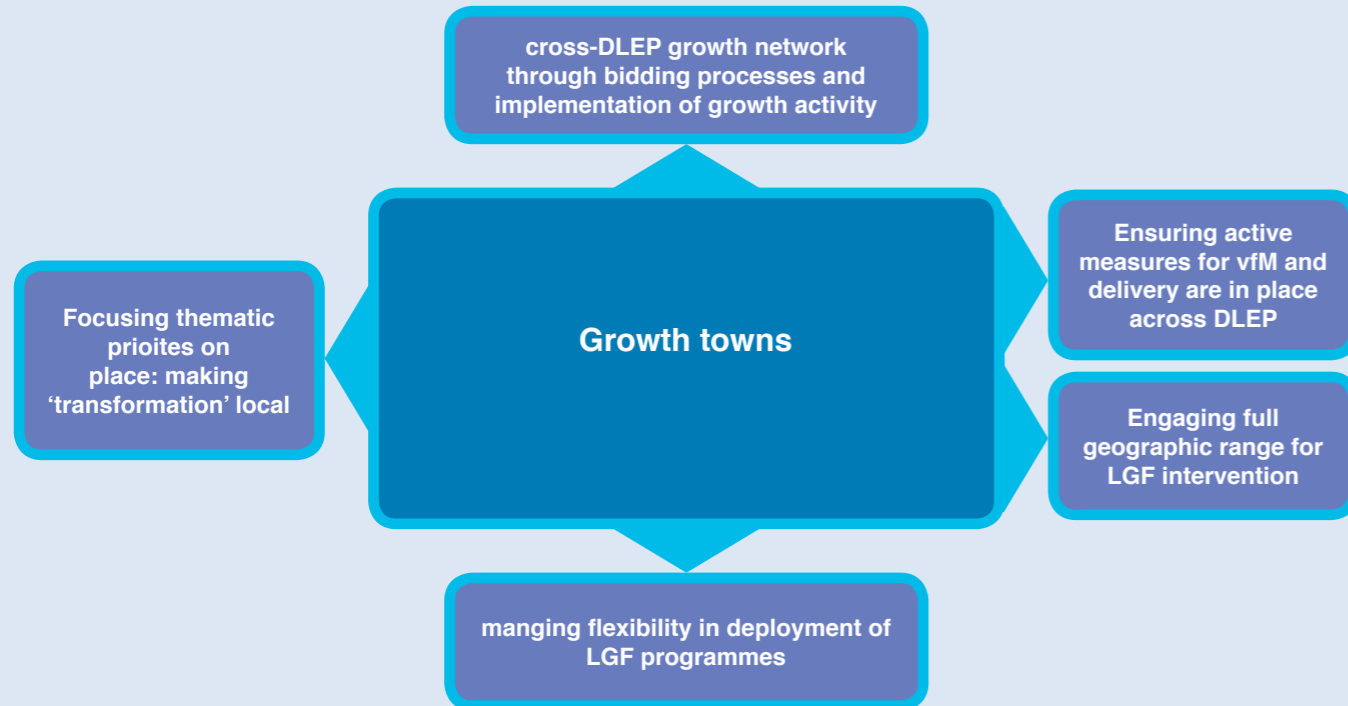 cross-DLEP growth network
through bidding processes and
implementation of growth activity
Focusing thematic
prioites on
place: making
‘transformation’ local
Growth towns
Ensuring active
measures for vfM and
delivery are in place
across DLEP
Engaging full
geographic range for
LGF intervention
manging flexibility in deployment of
LGF programmes